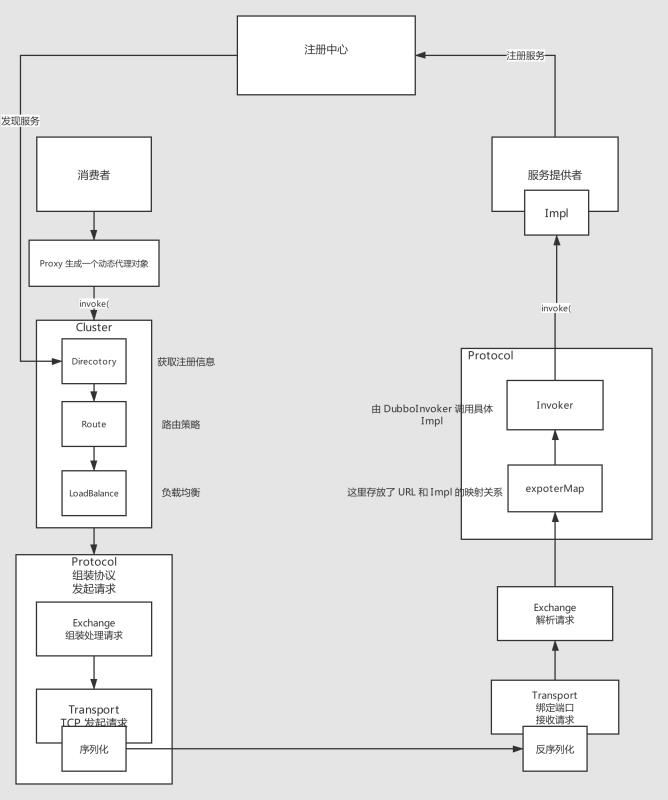 注册中心
注册服务
发现服务
消费者
服务提供者
Impl
Proxy 生成一个动态代理对象
invoke(
invoke(
Cluster
Direcotory
获取注册信息
Route
路由策略
LoadBalance
负载均衡
Protocol
Invoker
由 DubboInvoker 调用具体
Impl
expoterMap
这里存放了 URL 和 Impl 的映射关系
Protocol
组装协议
发起请求
Exchange
组装处理请求
Transport
TCP 发起请求
序列化
Exchange
解析请求
Transport
绑定端口
接收请求
反序列化